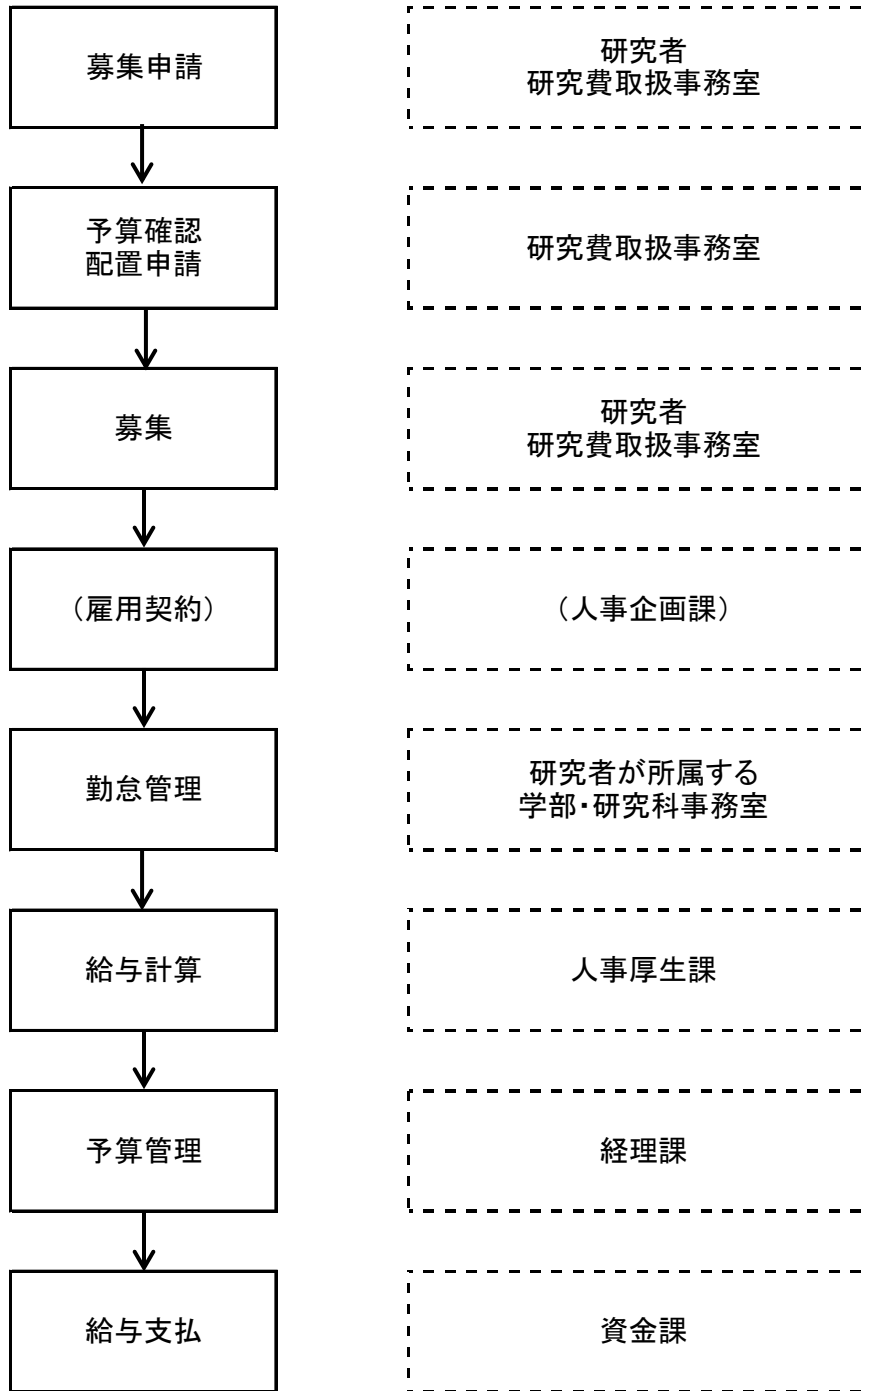 募集申請
研究者
研究費取扱事務室
予算確認
配置申請
研究費取扱事務室
募集
研究者
研究費取扱事務室
（雇用契約）
（人事企画課）
勤怠管理
研究者が所属する
学部・研究科事務室
給与計算
人事厚生課
予算管理
経理課
給与支払
資金課